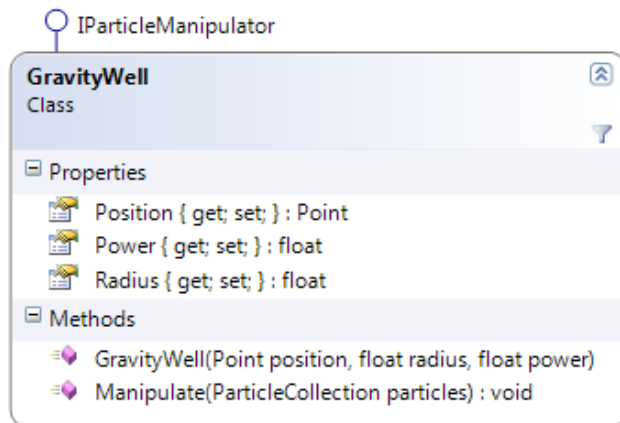 IParticleManipulator
GravityWell
Class
Properties
Position { get; set; } : Point
Power { get; set; } : float
Radius { get; set; } : float
Methods
GravityWell(Point position, float radius, float power)
Manipulate(ParticleCollection particles) : void